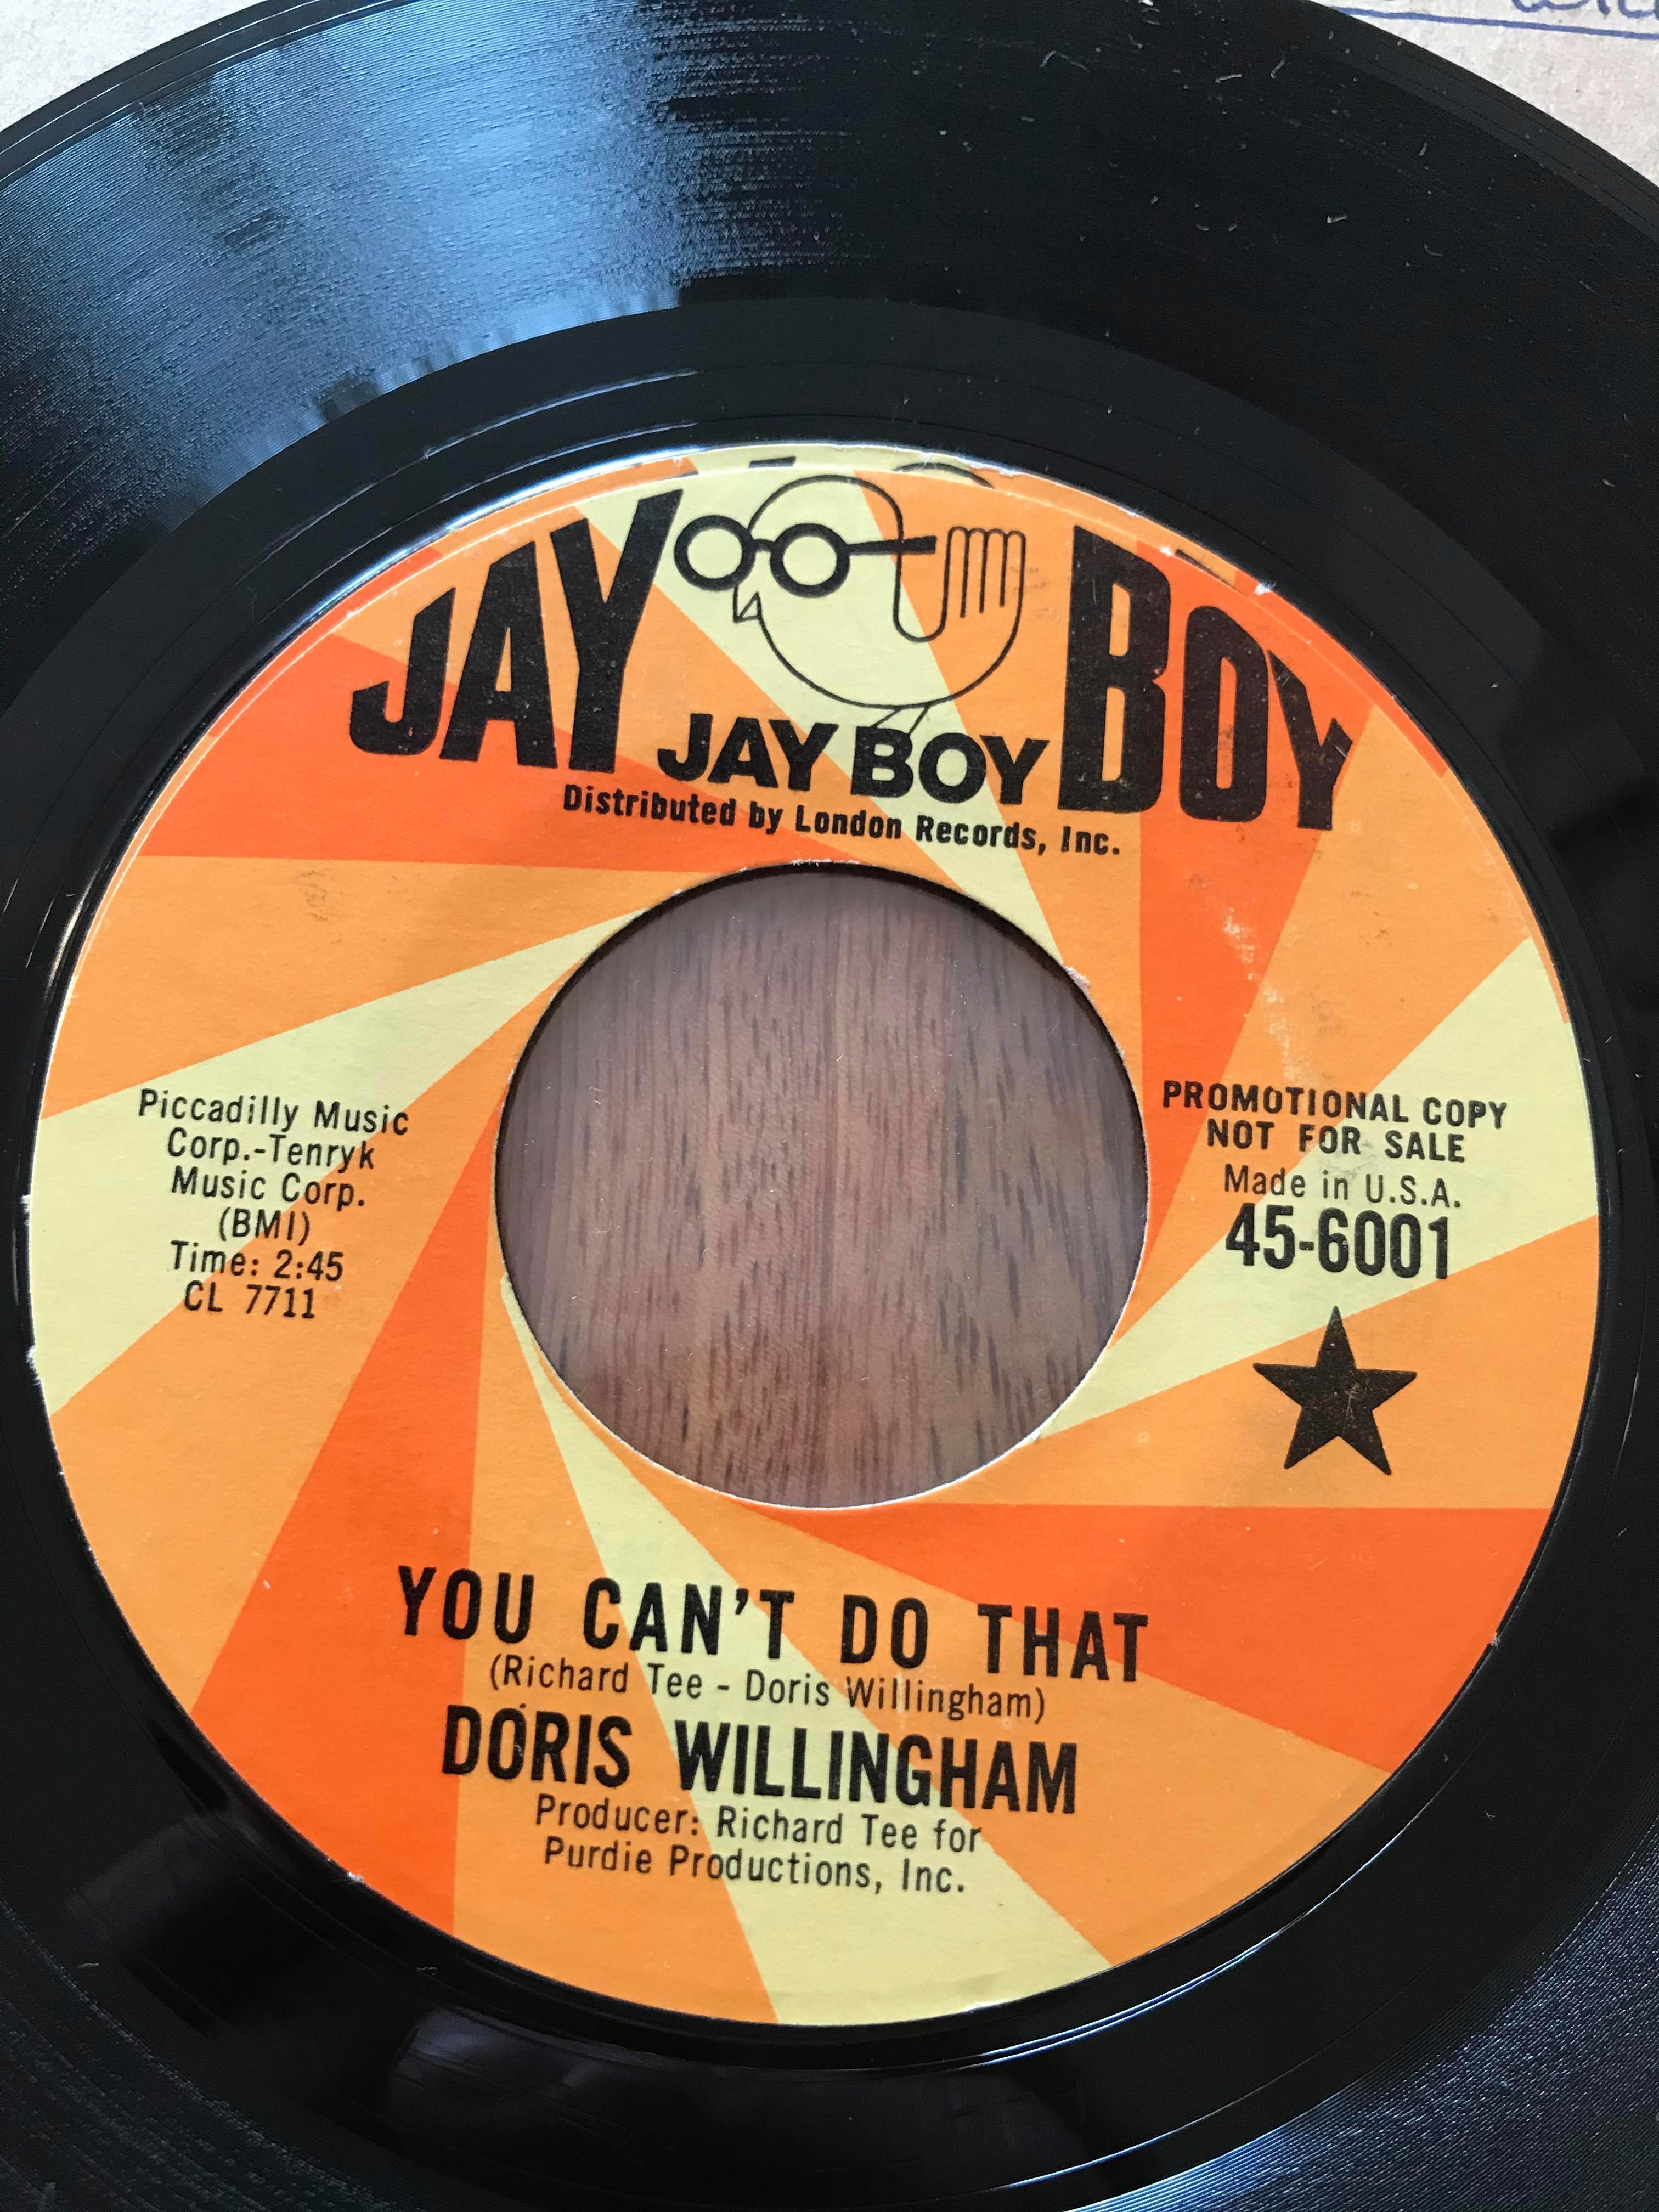 JAY BOY
JAY BOY
Distributed by London Records, Inc.
Piccadilly Music
Corp.-Tenryk
Music Corp.
(BMI)
Time: 2:45
CL 7711
PROMOTIONAL COPY
NOT FOR SALE
Made in U.S.A.
45-6001
YOU CAN'T DO THAT
(Richard Tee - Doris Willingham)
DORIS WILLINGHAM
Producer: Richard Tee for
Purdie Productions, Inc.